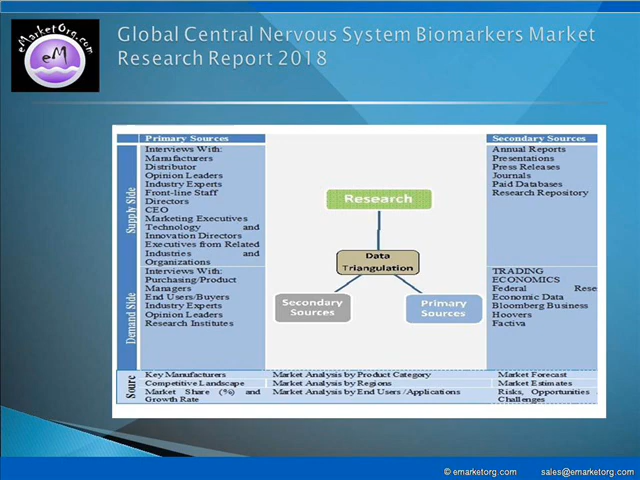 eMarketOrg.com
eM
Global Central Nervous System Biomarkers Market
Research Report 2018
Primary Sources
Secondary Sources
Supply Side
Interviews With:
Manufacturers
Distributor
Opinion Leaders
Industry Experts
Front-line Staff
Directors
CEO
Marketing Executives
Technology and
Innovation Directors
Executives from Related
Industries and
Organizations
Annual Reports
Presentations
Press Releases
Journals
Paid Databases
Research Repository
Research
Data
Triangulation
Secondary
Sources
Primary
Sources
Demand Side
Interviews With:
Purchasing/Product
Managers
End Users/Buyers
Industry Experts
Opinion Leaders
Research Institutes
TRADING
ECONOMICS
Federal Rese
Economic Data
Bloomberg Business
Hoovers
Factiva
Sourc
Key Manufacturers
Competitive Landscape
Market Share (%) and
Growth Rate
Market Analysis by Product Category
Market Analysis by Regions
Market Analysis by End Users /Applications
Market Forecast
Market Estimates
Risks, Opportunities
Challenges
© emarketorg.com sales@emarketorg.com